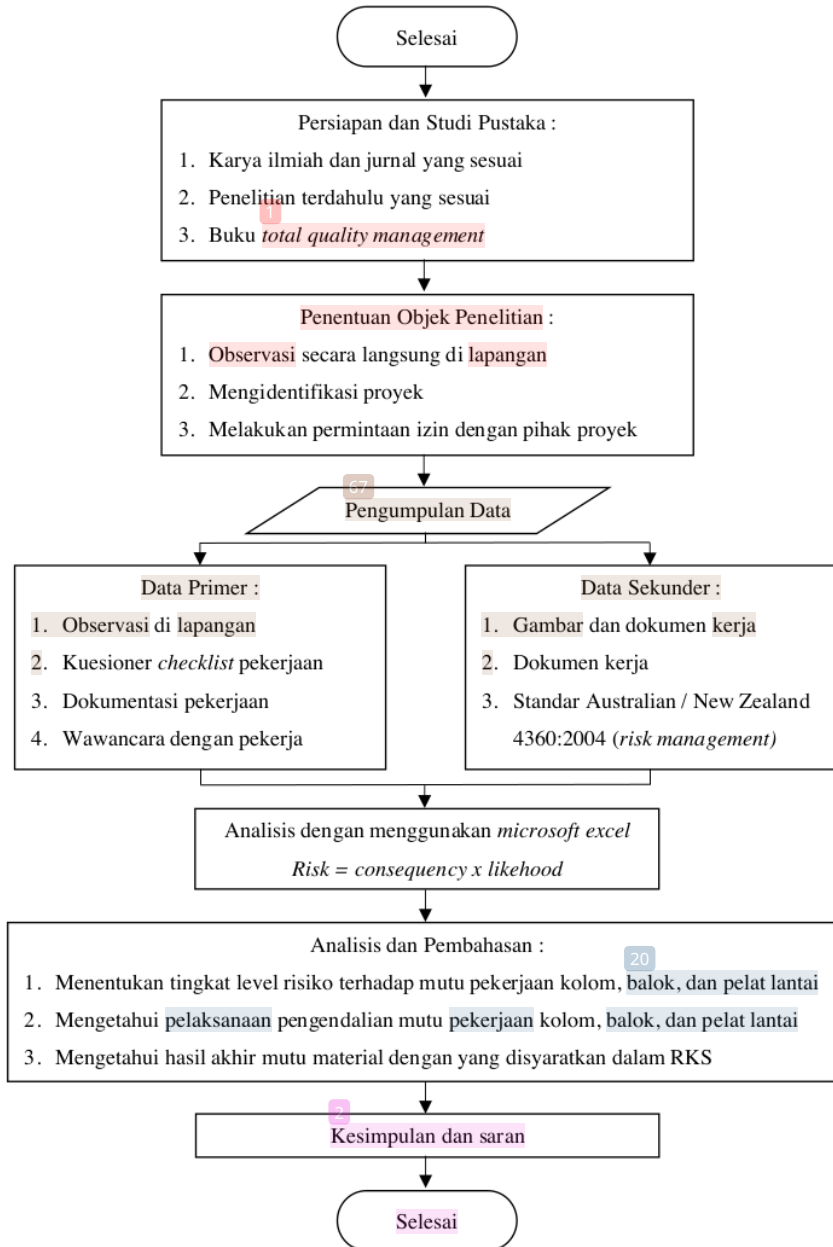 Selesai
Persiapan dan Studi Pustaka :
1. Karya ilmiah dan jurnal yang sesuai
2. Penelitian terdahulu yang sesuai
1
3. Buku total quality management
Penentuan Objek Penelitian :
1. Observasi secara langsung di lapangan
2. Mengidentifikasi proyek
3. Melakukan permintaan izin dengan pihak proyek
67
Pengumpulan Data
Data Primer :
1. Observasi di lapangan
2. Kuesioner checklist pekerjaan
3. Dokumentasi pekerjaan
4. Wawancara dengan pekerja
Data Sekunder :
1. Gambar dan dokumen kerja
2. Dokumen kerja
3. Standar Australian / New Zealand
4360:2004 (risk management)
Analisis dengan menggunakan microsoft excel
Risk = consequency x likehood
Analisis dan Pembahasan :
20
1. Menentukan tingkat level risiko terhadap mutu pekerjaan kolom, balok, dan pelat lantai
2. Mengetahui pelaksanaan pengendalian mutu pekerjaan kolom, balok, dan pelat lantai
3. Mengetahui hasil akhir mutu material dengan yang disyaratkan dalam RKS
2
Kesimpulan dan saran
Selesai